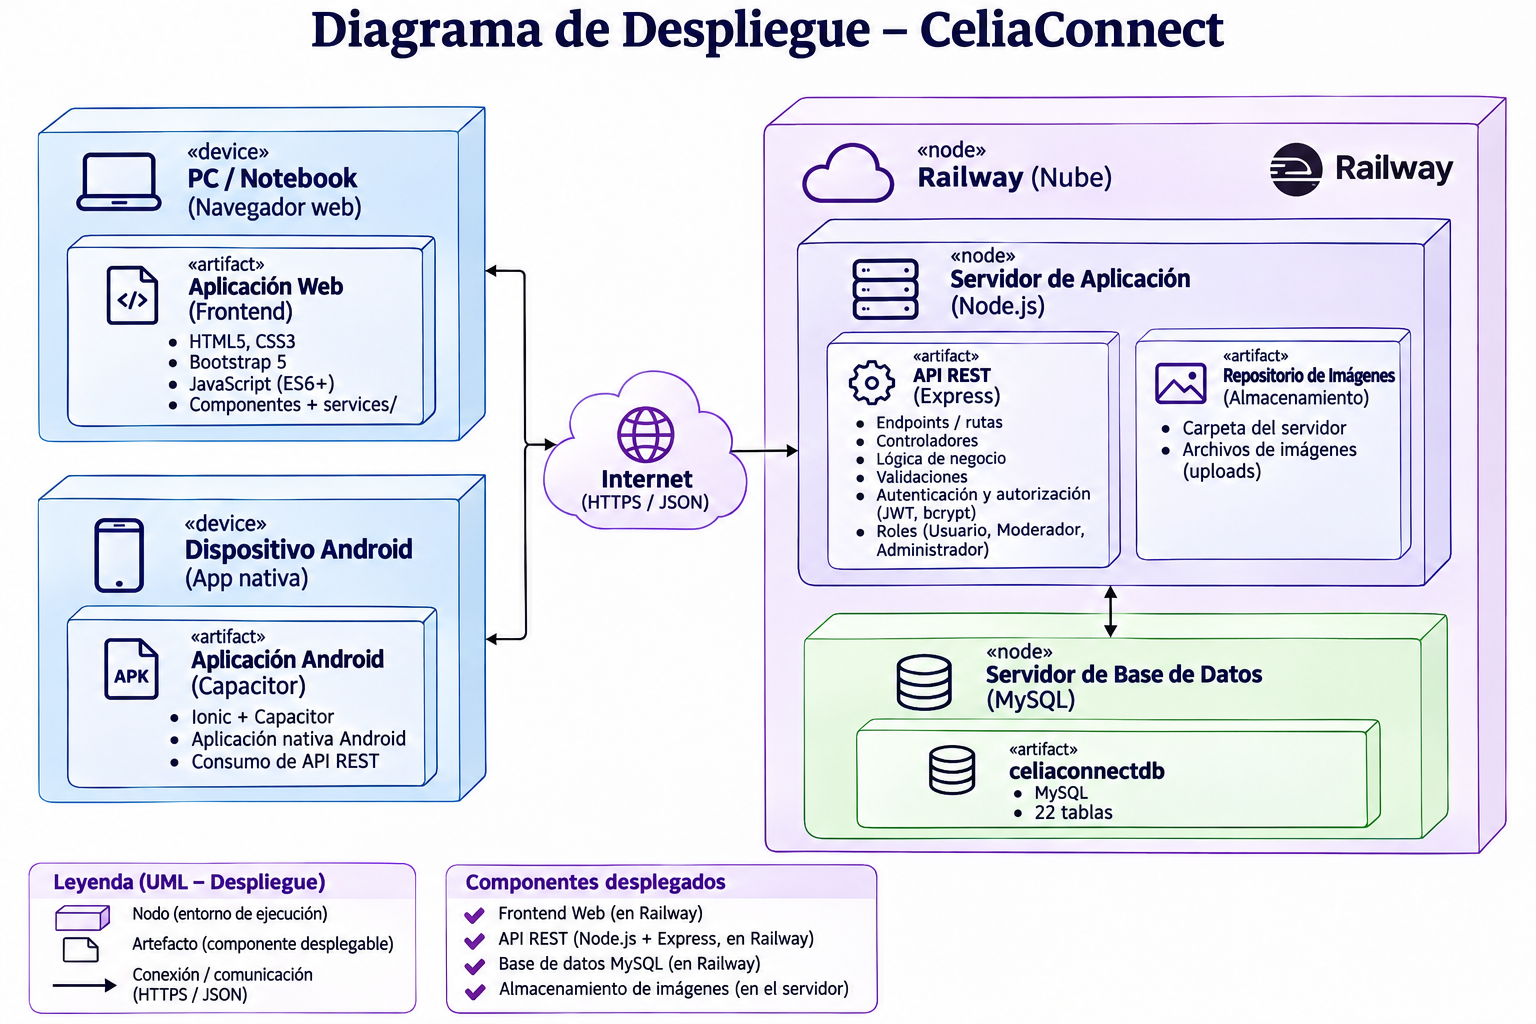 Diagrama de Despliegue – CeliaConnect
«device»
PC / Notebook
(Navegador web)
«artifact»
</>
Aplicación Web
(Frontend)
• HTML5, CSS3
• Bootstrap 5
• JavaScript (ES6+)
• Componentes + services/
«device»
Dispositivo Android
(App nativa)
«artifact»
APK
Aplicación Android
(Capacitor)
• Ionic + Capacitor
• Aplicación nativa Android
• Consumo de API REST
Internet
(HTTPS / JSON)
«node»
Railway (Nube)
Railway
«node»
Servidor de Aplicación
(Node.js)
«artifact»
API REST
(Express)
• Endpoints / rutas
• Controladores
• Lógica de negocio
• Validaciones
• Autenticación y autorización
(JWT, bcrypt)
• Roles (Usuario, Moderador,
Administrador)
«artifact»
Repositorio de Imágenes
(Almacenamiento)
• Carpeta del servidor
• Archivos de imágenes
(uploads)
«node»
Servidor de Base de Datos
(MySQL)
«artifact»
celiaconnectdb
• MySQL
• 22 tablas
Leyenda (UML – Despliegue)
Nodo (entorno de ejecución)
Artefacto (componente desplegable)
Conexión / comunicación
(HTTPS / JSON)
Componentes desplegados
✔ Frontend Web (en Railway)
✔ API REST (Node.js + Express, en Railway)
✔ Base de datos MySQL (en Railway)
✔ Almacenamiento de imágenes (en el servidor)